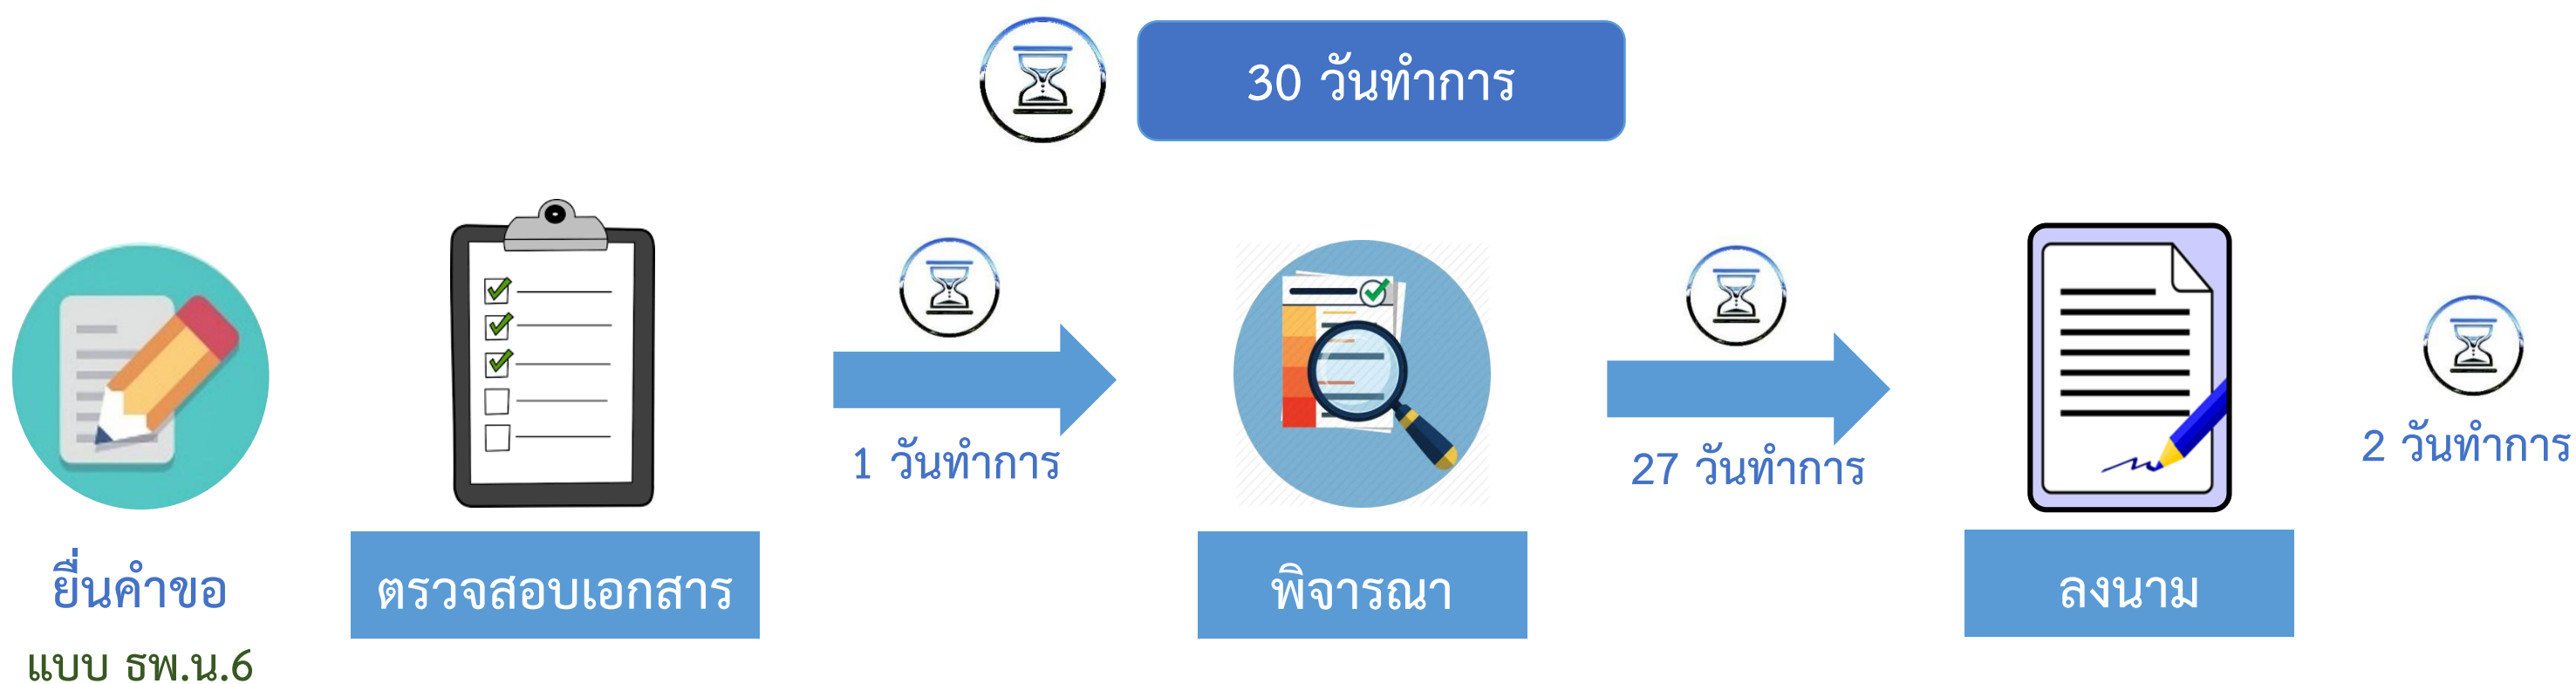 30 วันทำการ
1 วันทำการ
27 วันทำการ
2 วันทำการ
ยื่นคำขอ
แบบ ธพ.น.6
ตรวจสอบเอกสาร
พิจารณา
ลงนาม